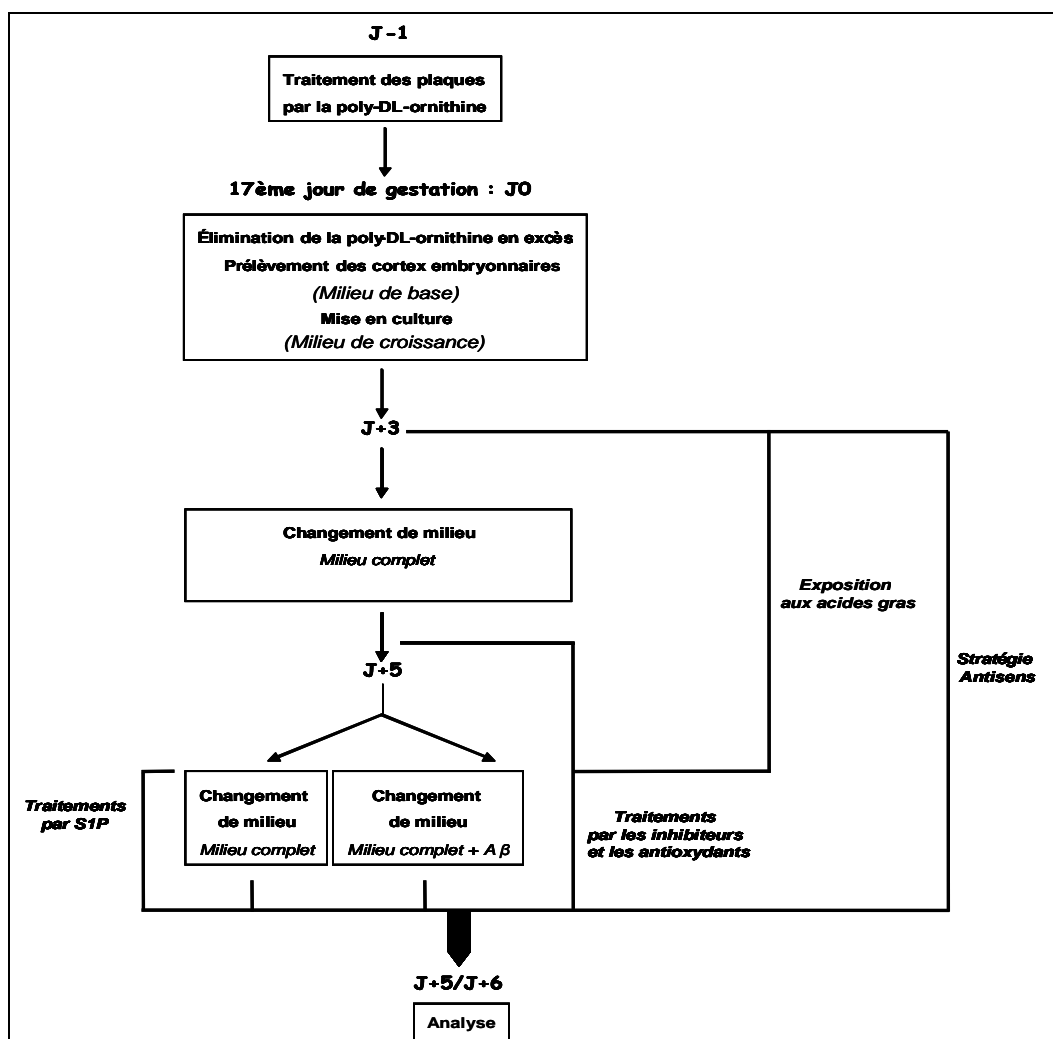 J-1
Traitement des plaques
par la poly-DL-ornithine
17ème jour de gestation : J0
Élimination de la poly-DL-ornithine en excès
Prélèvement des cortex embryonnaires
(Milieu de base)
Mise en culture
(Milieu de croissance)
J+3
Changement de milieu
Milieu complet
Exposition
aux acides gras
Stratégie
Antisens
J+5
Traitements
par S1P
Changement
de milieu
Milieu complet
Changement
de milieu
Milieu complet + A β
Traitements
par les inhibiteurs
et les antioxydants
J+5/J+6
Analyse